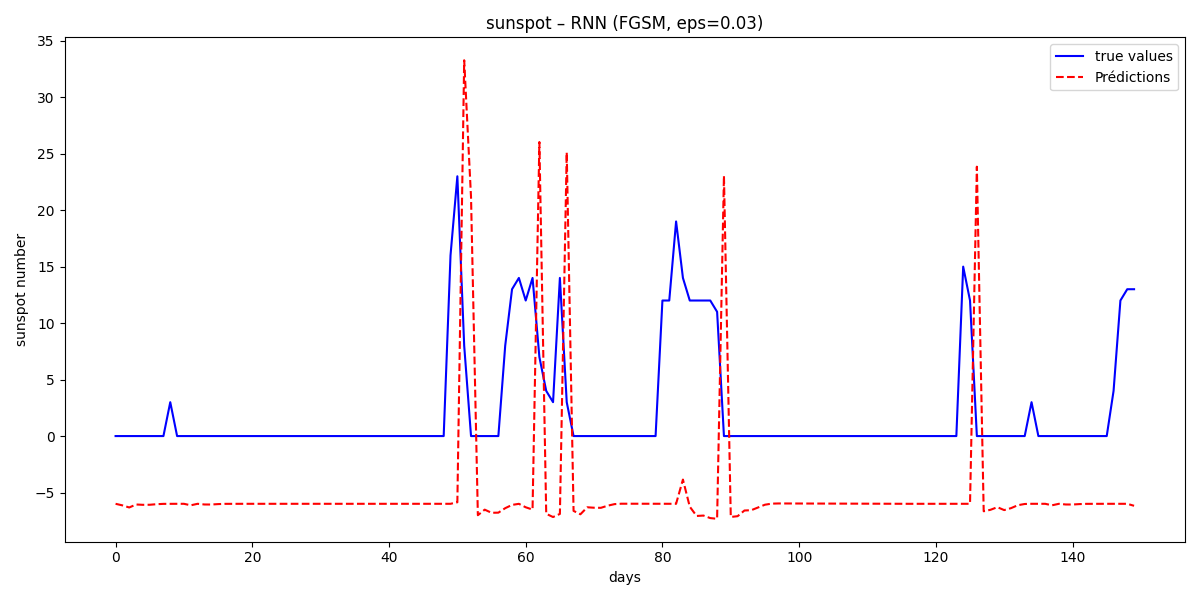 sunspot – RNN (FGSM, eps=0.03)
true values
Prédictions
sunspot number
35
30
25
20
15
10
5
0
−5
0 20 40 60 80 100 120 140
days